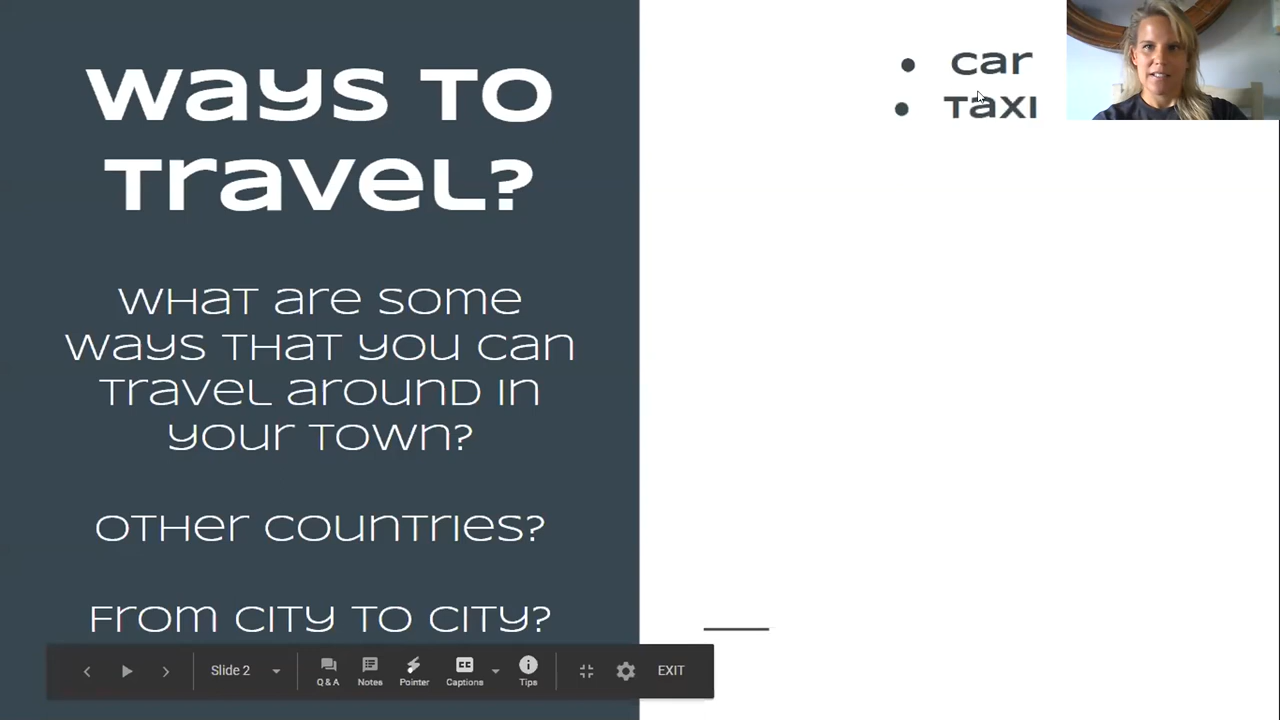 Ways to
Travel?
What are some
ways that you can
travel around in
your town?
Other countries?
From city to city?
• Car
• Taxi
Slide 2
Q & A
Notes
Pointer
CC
Captions
Tips
EXIT